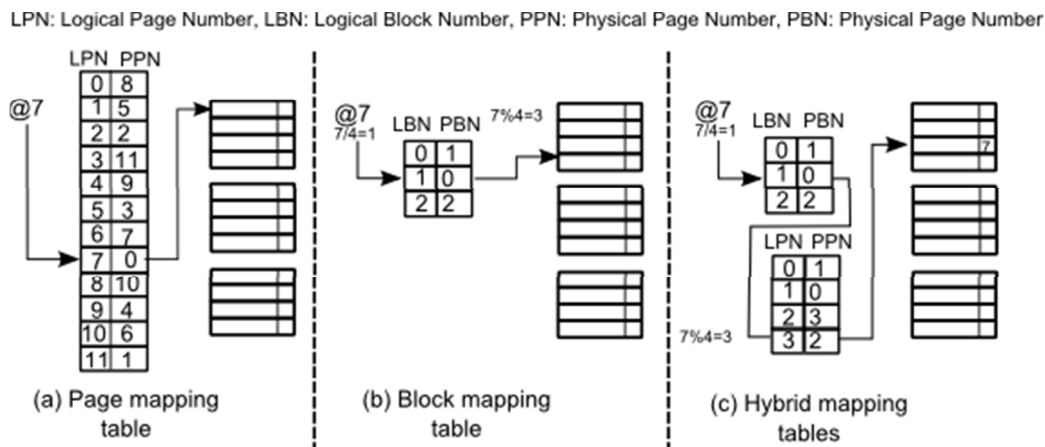 LPN: Logical Page Number, LBN: Logical Block Number, PPN: Physical Page Number, PBN: Physical Page Number
LPN PPN
0 8
1 5
2 2
3 11
4 9
5 3
6 7
7 0
8 10
9 4
10 6
11 1
@7
(a) Page mapping
table
@7
7/4=1
LBN PBN
0 1
1 0
2 2
7%4=3
(b) Block mapping
table
@7
7/4=1
LBN PBN
0 1
1 0
2 2
LPN PPN
0 1
1 0
2 3
3 2
7%4=3
7
(c) Hybrid mapping
tables